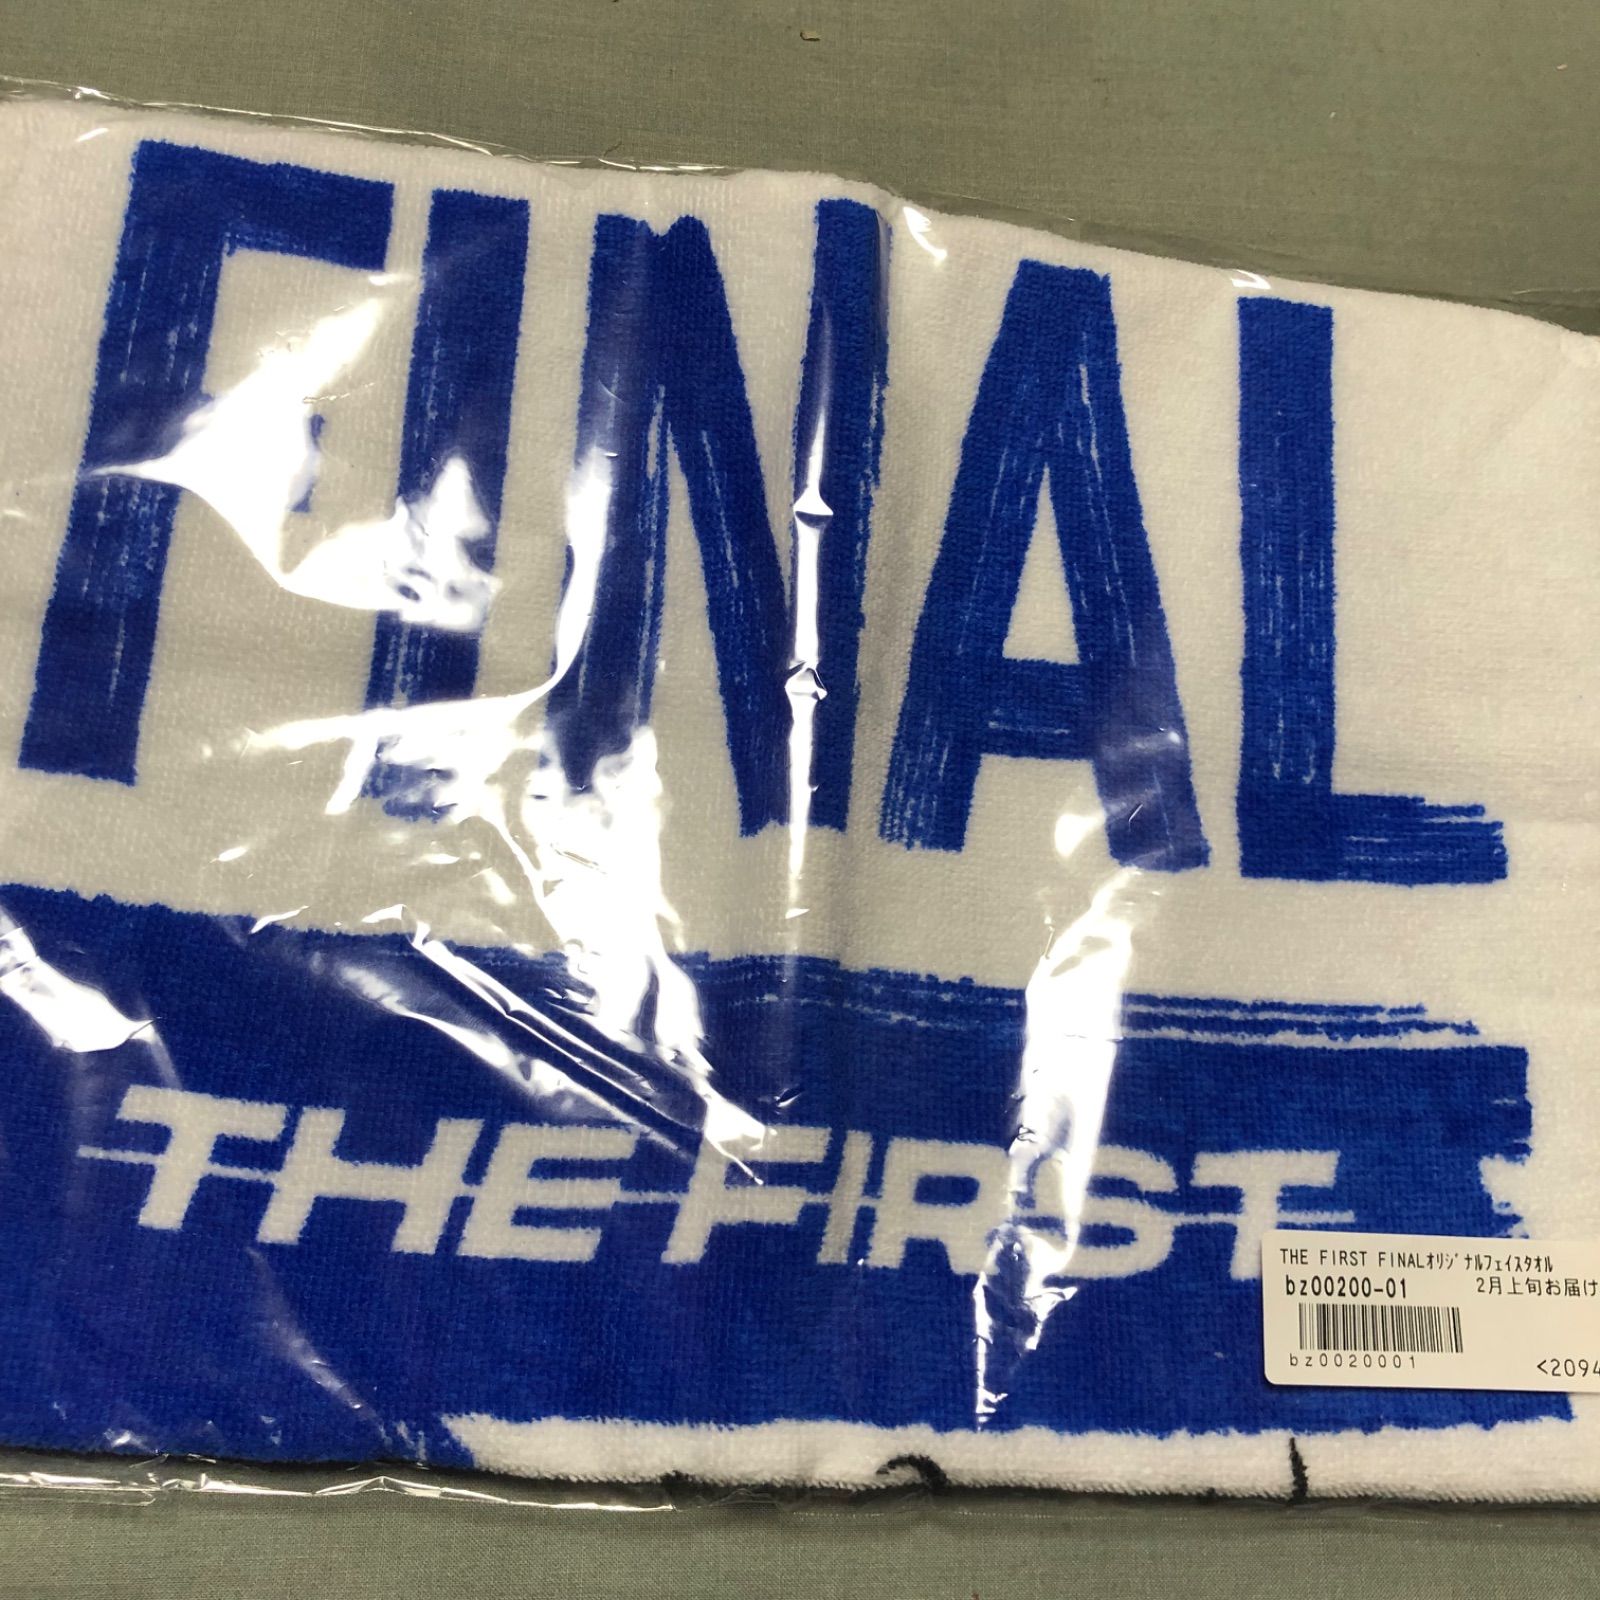 FINAL
THE FIRST
THE FIRST FINALｵﾘｼﾞﾅﾙﾌｪｲｽﾀｵﾙ
bz00200-01 2月上旬お届け
bz0020001
<2094